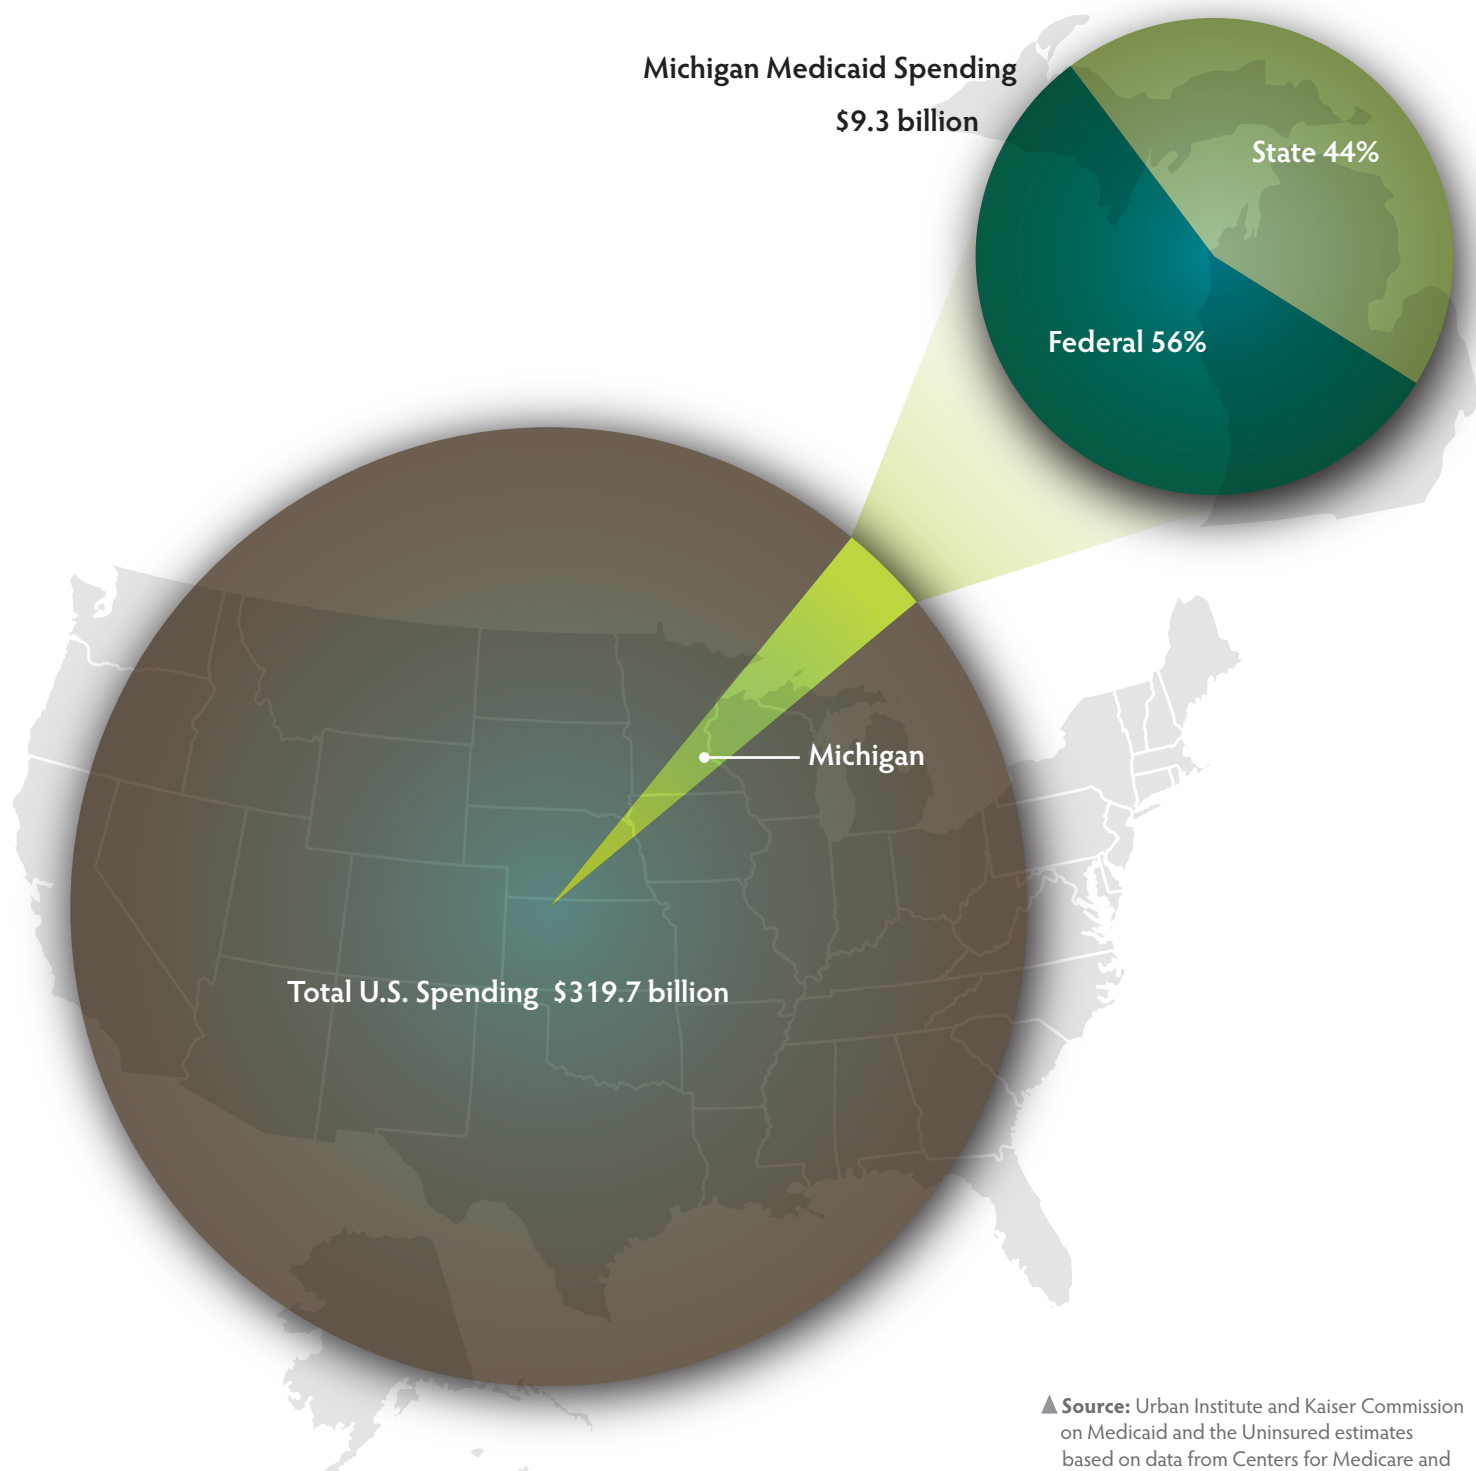 Michigan Medicaid Spending
$9.3 billion
State 44%
Federal 56%
Michigan
Total U.S. Spending $319.7 billion
Source: Urban Institute and Kaiser Commission
on Medicaid and the Uninsured estimates
based on data from Centers for Medicare and